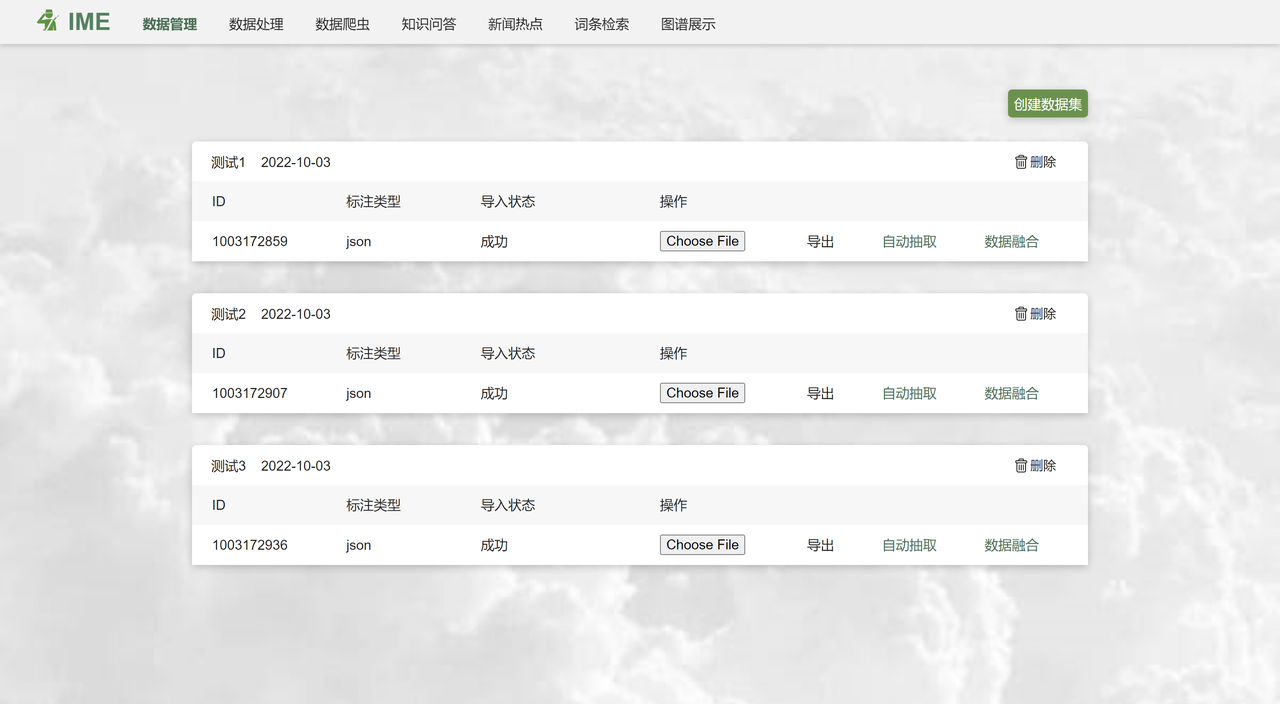 IME 数据管理 数据处理 数据爬虫 知识问答 新闻热点 词条检索 图谱展示
创建数据集
测试1 2022-10-03 删除
ID 标注类型 导入状态 操作
1003172859 json 成功 Choose File 导出 自动抽取 数据融合
测试2 2022-10-03 删除
ID 标注类型 导入状态 操作
1003172907 json 成功 Choose File 导出 自动抽取 数据融合
测试3 2022-10-03 删除
ID 标注类型 导入状态 操作
1003172936 json 成功 Choose File 导出 自动抽取 数据融合